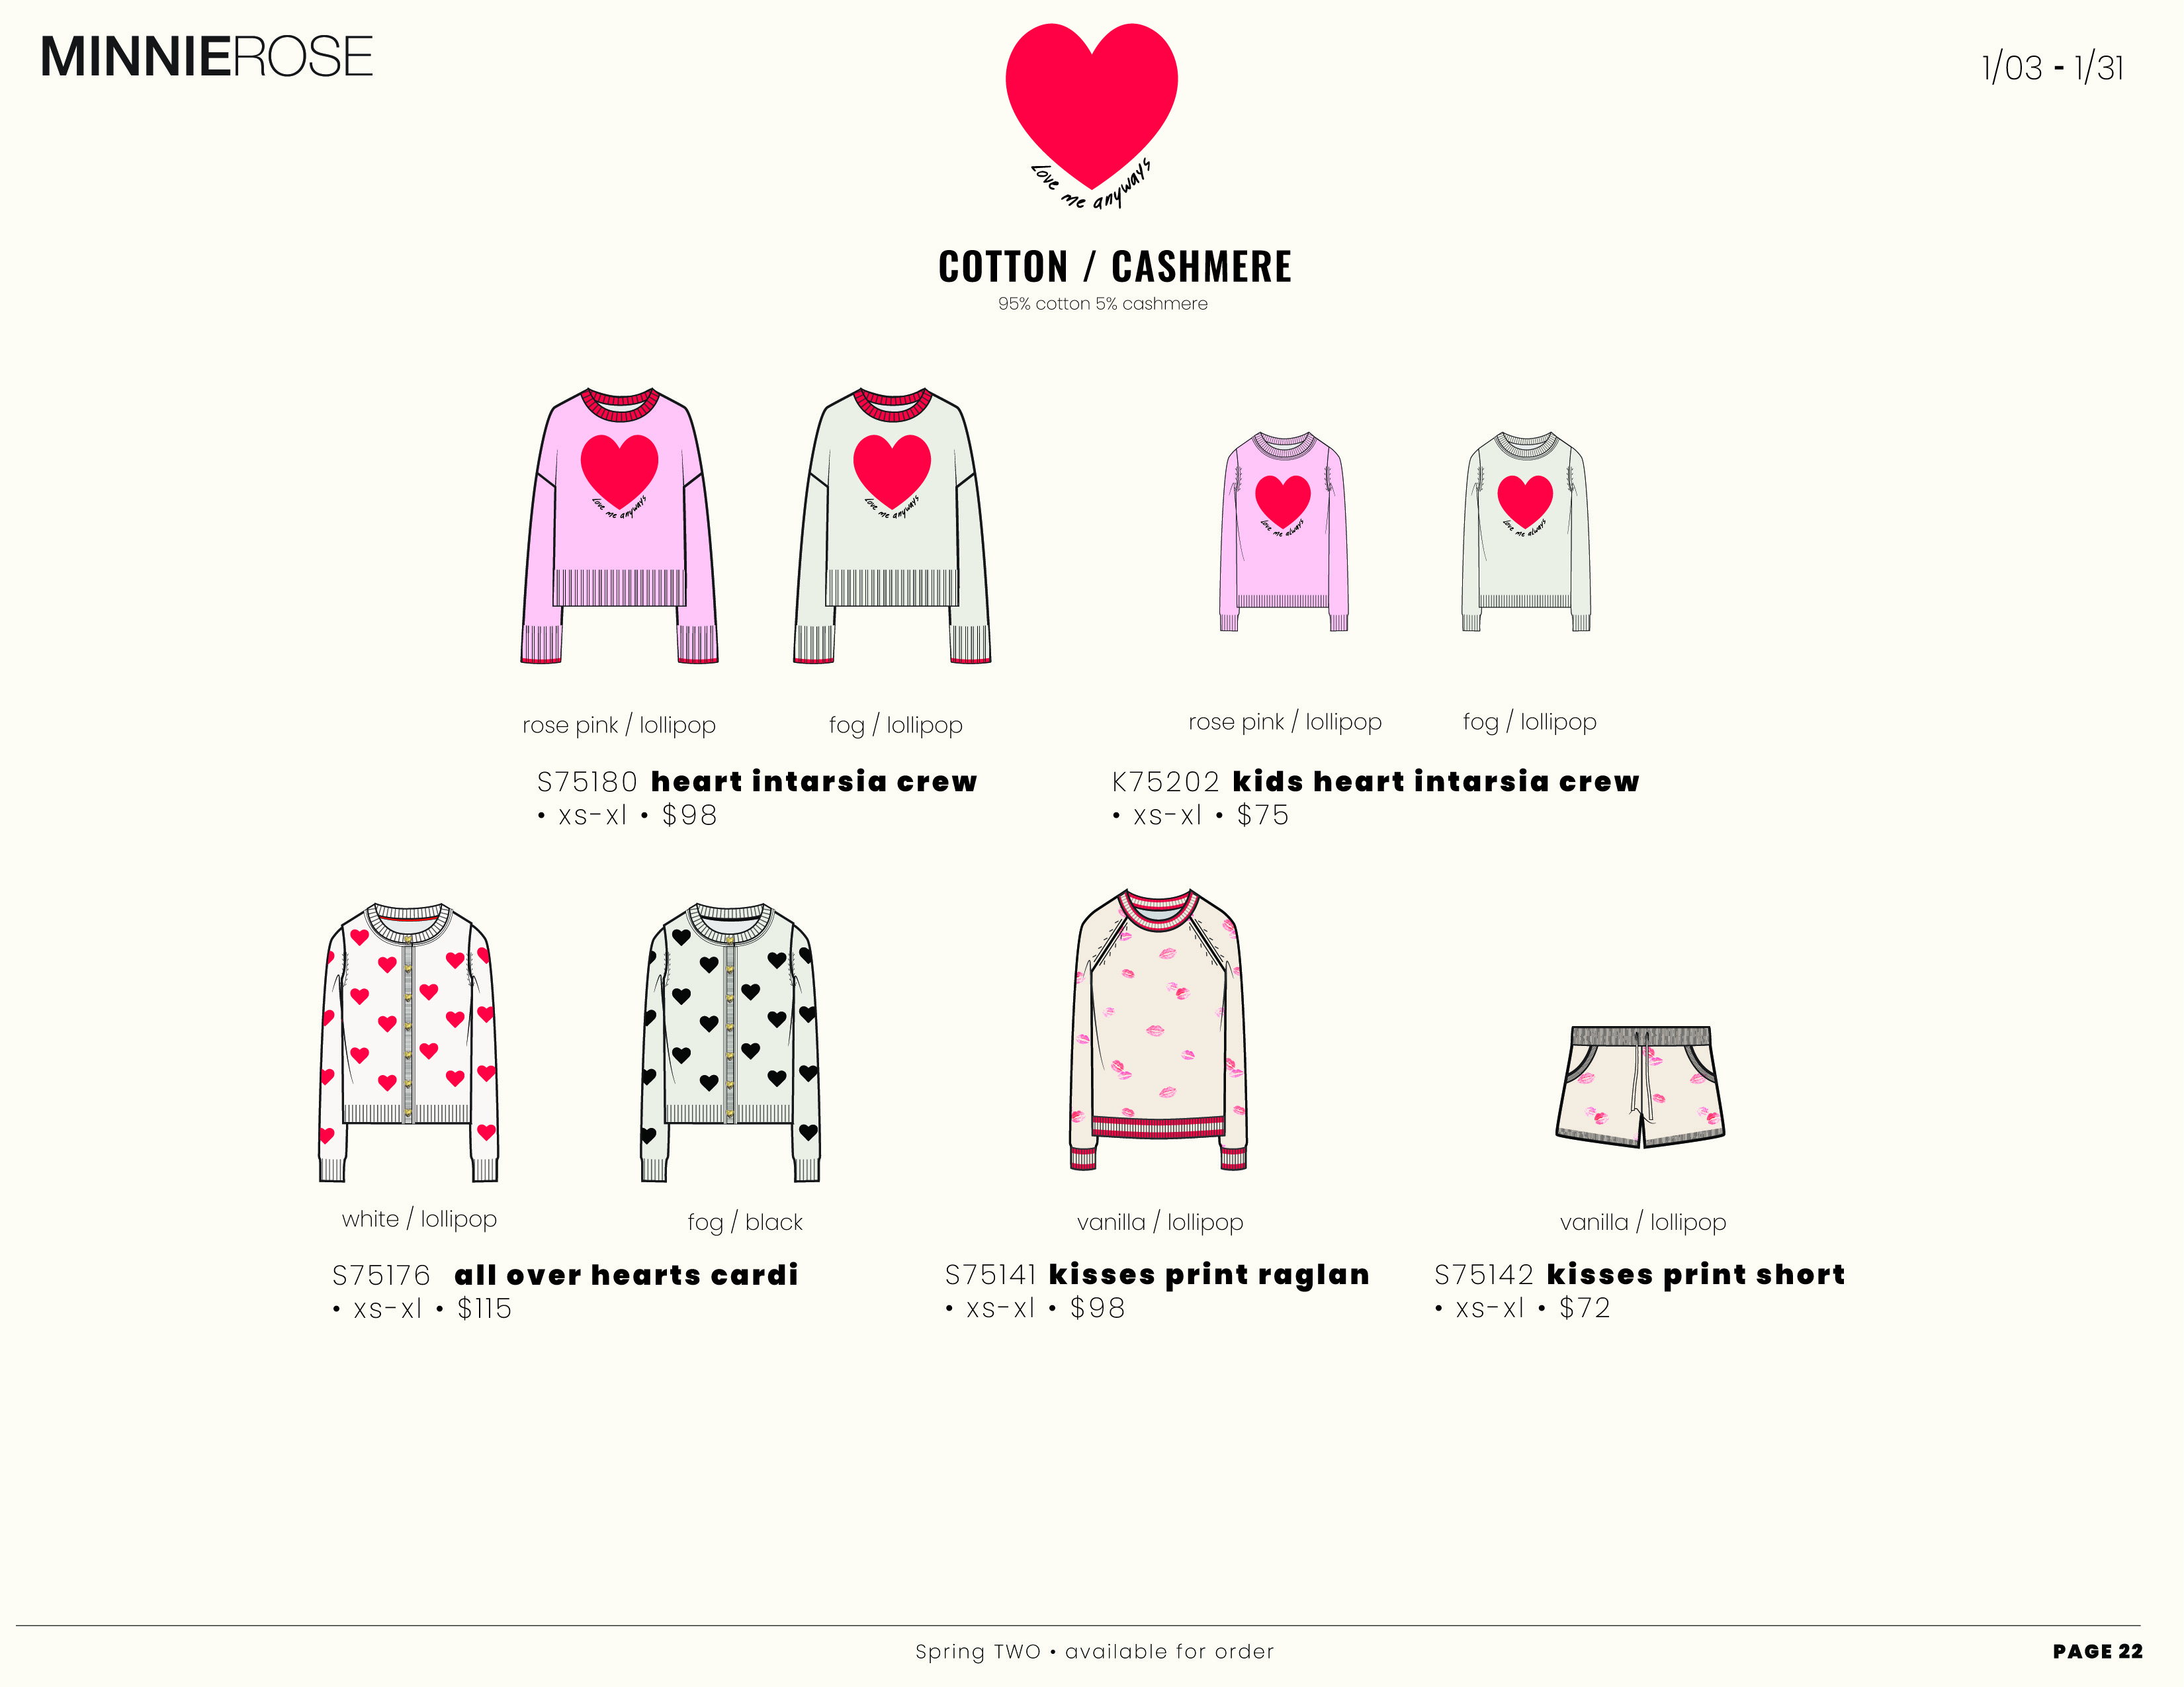 MINNIEROSE
1/03 - 1/31
love me anyways
COTTON / CASHMERE
95% cotton 5% cashmere
love me anyways
love me anyways
love me always
love me always
rose pink / lollipop
fog / lollipop
rose pink / lollipop
fog / lollipop
S75180 heart intarsia crew
• xs-xl • $98
K75202 kids heart intarsia crew
• xs-xl • $75
white / lollipop
fog / black
vanilla / lollipop
vanilla / lollipop
S75176 all over hearts cardi
• xs-xl • $115
S75141 kisses print raglan
• xs-xl • $98
S75142 kisses print short
• xs-xl • $72
Spring TWO • available for order
PAGE 22